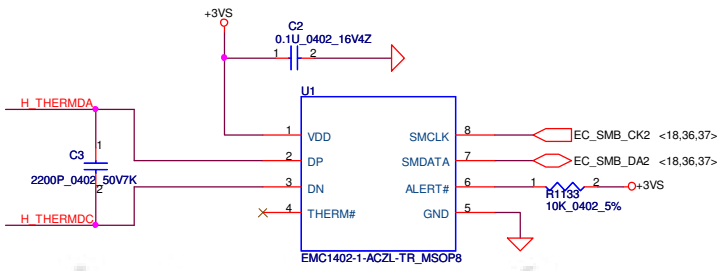 +3VS
C2
0.1U_0402_16V4Z
1 2
U1
H_THERMDA
1 VDD SMCLK 8 EC_SMB_CK2 <18,36,37>
1
C3
2 DP SMDATA 7 EC_SMB_DA2 <18,36,37>
2200P_0402_50V7K
2
3 DN ALERT# 6 1 2 +3VS
R1133
10K_0402_5%
H_THERMDC
4 THERM# GND 5
EMC1402-1-ACZL-TR_MSOP8